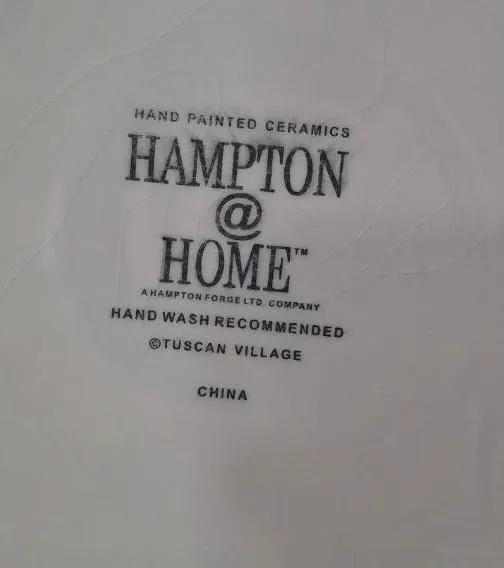 HAND PAINTED CERAMICS
HAMPTON
@
HOME™
A HAMPTON FORGE LTD. COMPANY
HAND WASH RECOMMENDED
©TUSCAN VILLAGE
CHINA